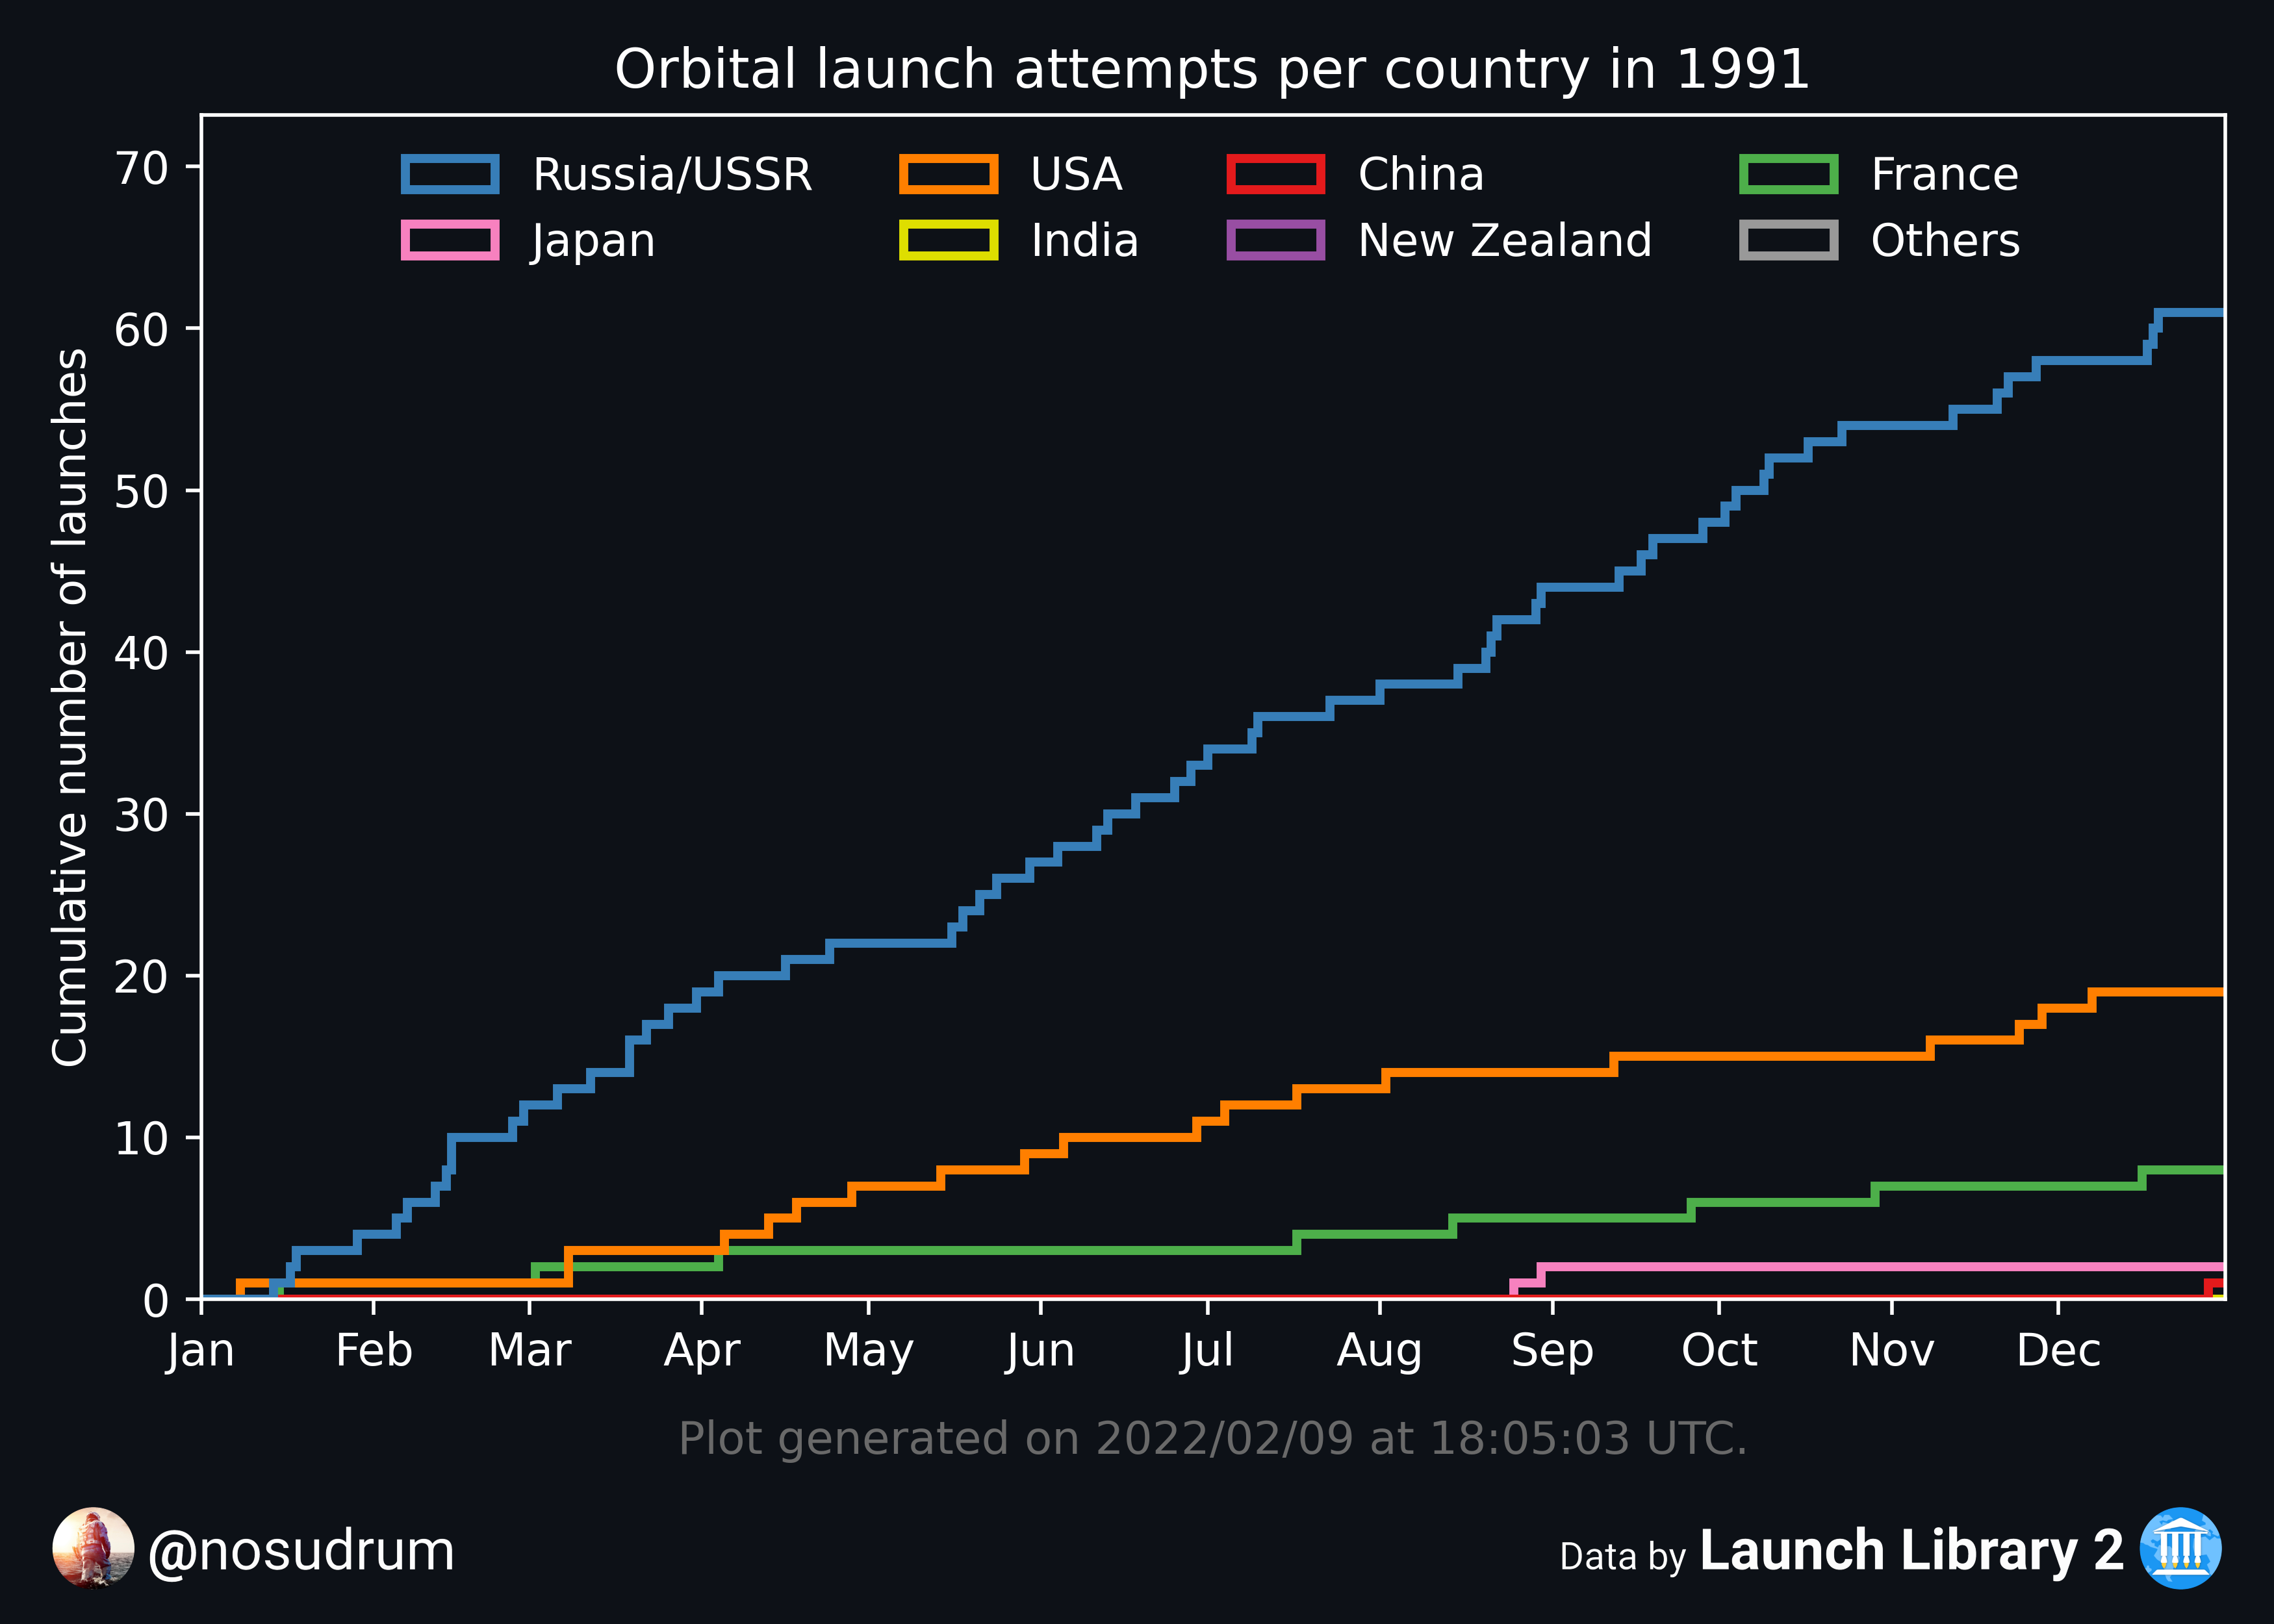 Orbital launch attempts per country in 1991
Russia/USSR USA China France
Japan India New Zealand Others
Cumulative number of launches
70
60
50
40
30
20
10
0
Jan Feb Mar Apr May Jun Jul Aug Sep Oct Nov Dec
Plot generated on 2022/02/09 at 18:05:03 UTC.
@nosudrum Data by Launch Library 2